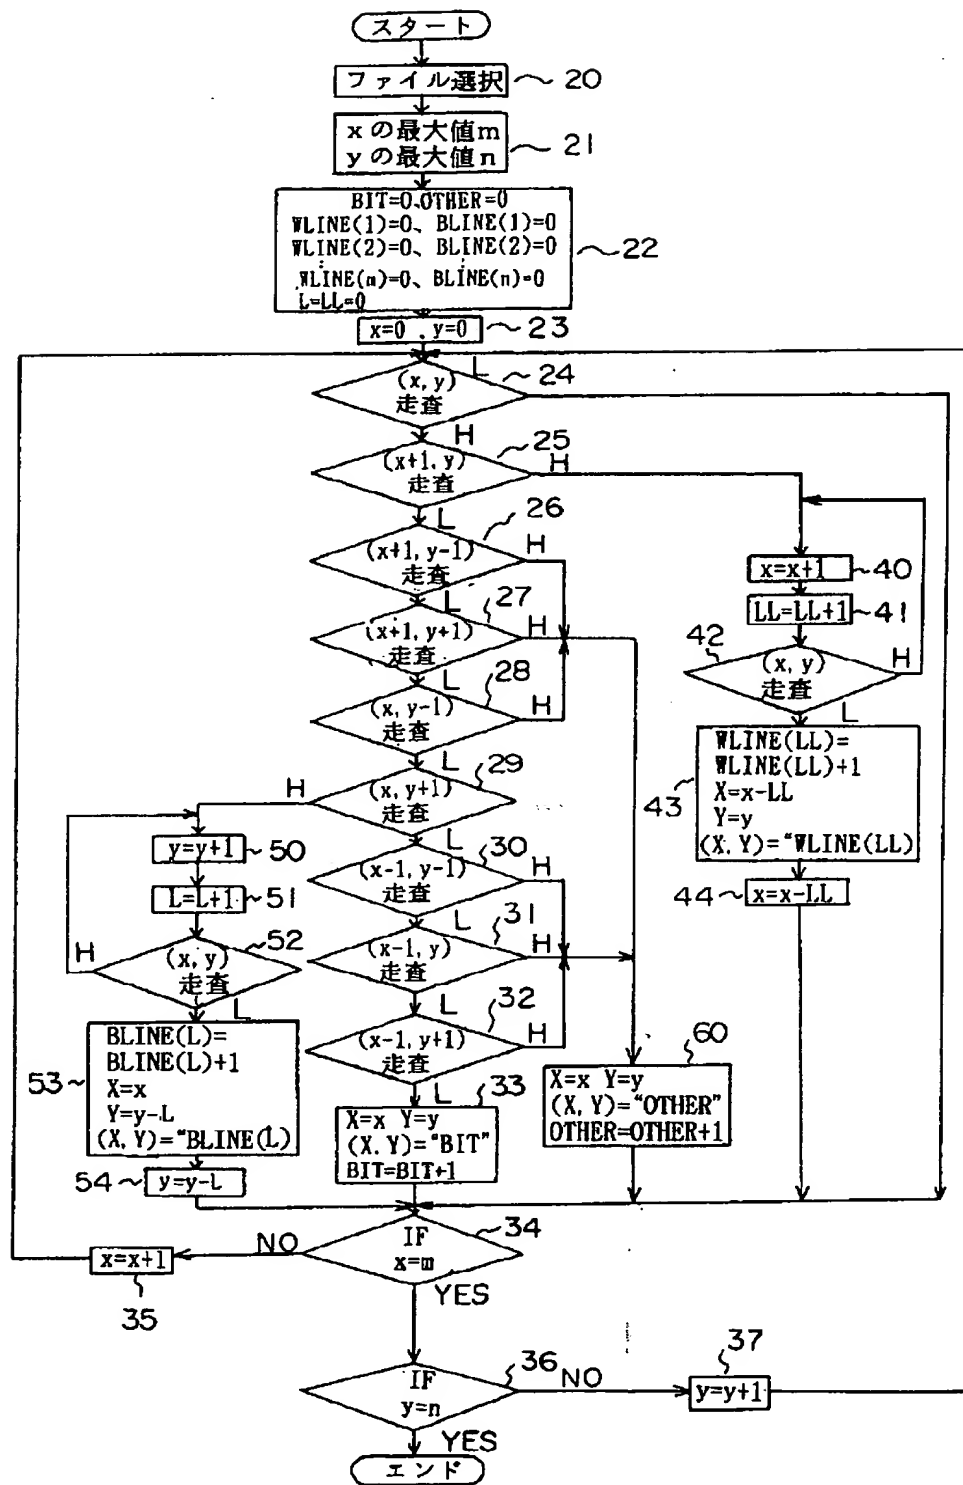 スタート
ファイル選択
20
xの最大値m
yの最大値n
21
BIT=0、OTHER=0
WLINE(1)=0、BLINE(1)=0
WLINE(2)=0、BLINE(2)=0
⋮ ⋮
WLINE(m)=0、BLINE(n)=0
L=LL=0
22
x=0 . y=0
23
(x, y)
走査
L
24
H
(x+1, y)
走査
25
H
L
(x+1, y-1)
走査
26
H
L
(x+1, y+1)
走査
27
H
L
(x, y-1)
走査
28
H
L
(x, y+1)
走査
29
H
L
(x-1, y-1)
走査
30
H
L
(x-1, y)
走査
31
H
L
(x-1, y+1)
走査
32
H
L
X=x Y=y
(X, Y)="BIT"
BIT=BIT+1
33
x=x+1
40
LL=LL+1
41
(x, y)
走査
42
H
L
WLINE(LL)=
WLINE(LL)+1
X=x-LL
Y=y
(X, Y)="WLINE(LL)
43
x=x-LL
44
y=y+1
50
L=L+1
51
(x, y)
走査
52
H
L
BLINE(L)=
BLINE(L)+1
X=x
Y=y-L
(X, Y)="BLINE(L)
53
y=y-L
54
X=x Y=y
(X, Y)="OTHER"
OTHER=OTHER+1
60
IF
x=m
34
NO
YES
x=x+1
35
IF
y=n
36
NO
YES
y=y+1
37
エンド